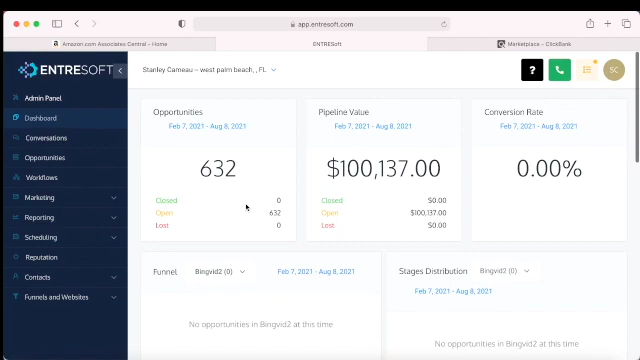 app.entresoft.com
Amazon.com Associates Central – Home
ENTRESoft
Marketplace – ClickBank
ENTRESOFT
Stanley Carneau – west palm beach, , FL
?
SC
Admin Panel
Dashboard
Conversations
Opportunities
Workflows
Marketing
Reporting
Scheduling
Reputation
Contacts
Funnels and Websites
Opportunities
Feb 7, 2021 - Aug 8, 2021
632
Closed 0
Open 632
Lost 0
Pipeline Value
Feb 7, 2021 - Aug 8, 2021
$100,137.00
Closed $0.00
Open $100,137.00
Lost $0.00
Conversion Rate
Feb 7, 2021 - Aug 8, 2021
0.00%
Funnel Bingvid2 (0) Feb 7, 2021 - Aug 8, 2021
No opportunities in Bingvid2 at this time
Stages Distribution Bingvid2 (0)
Feb 7, 2021 - Aug 8, 2021
No opportunities in Bingvid2 at this time